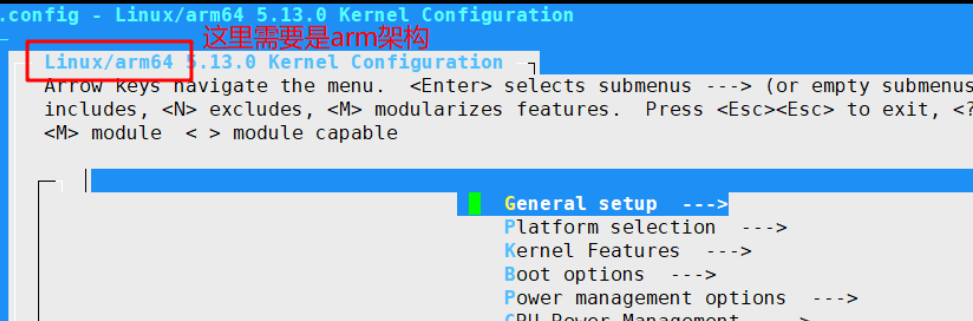 .config - Linux/arm64 5.13.0 Kernel Configuration
这里需要是arm架构
Linux/arm64 5.13.0 Kernel Configuration
Arrow keys navigate the menu.  <Enter> selects submenus ---> (or empty submenus
includes, <N> excludes, <M> modularizes features.  Press <Esc><Esc> to exit, <?
<M> module  < > module capable
General setup  --->
Platform selection  --->
Kernel Features  --->
Boot options  --->
Power management options  --->
CPU Power Management  --->